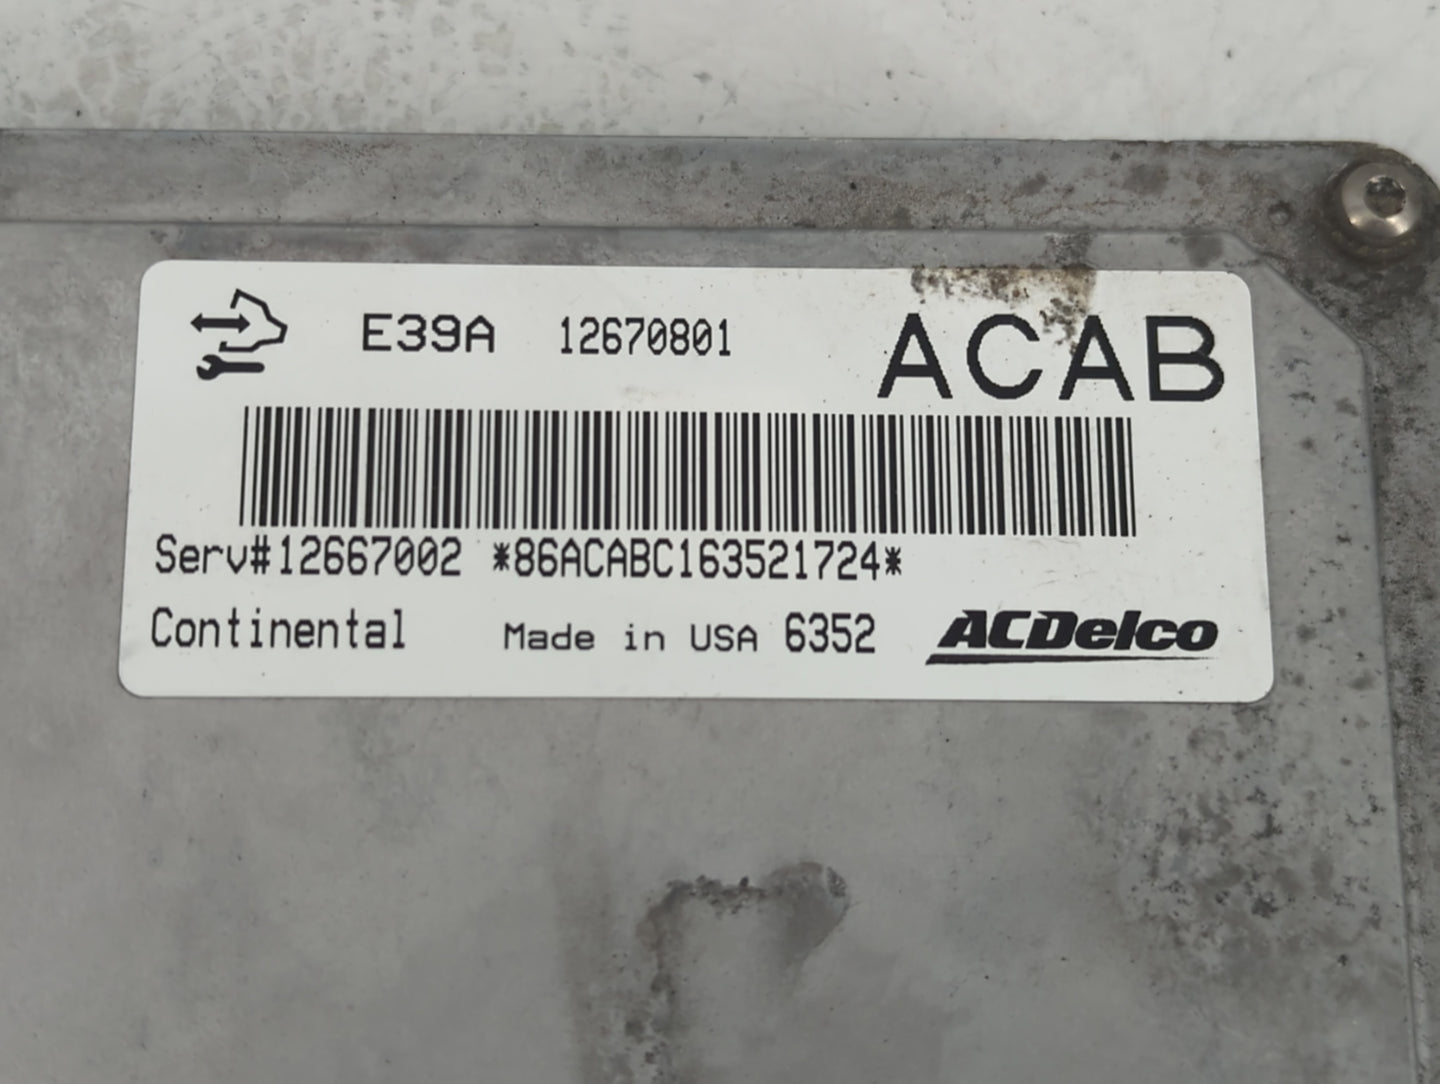 E39A 12670801 ACAB
Serv#12667002 *86ACABC163521724*
Continental Made in USA 6352 ACDelco